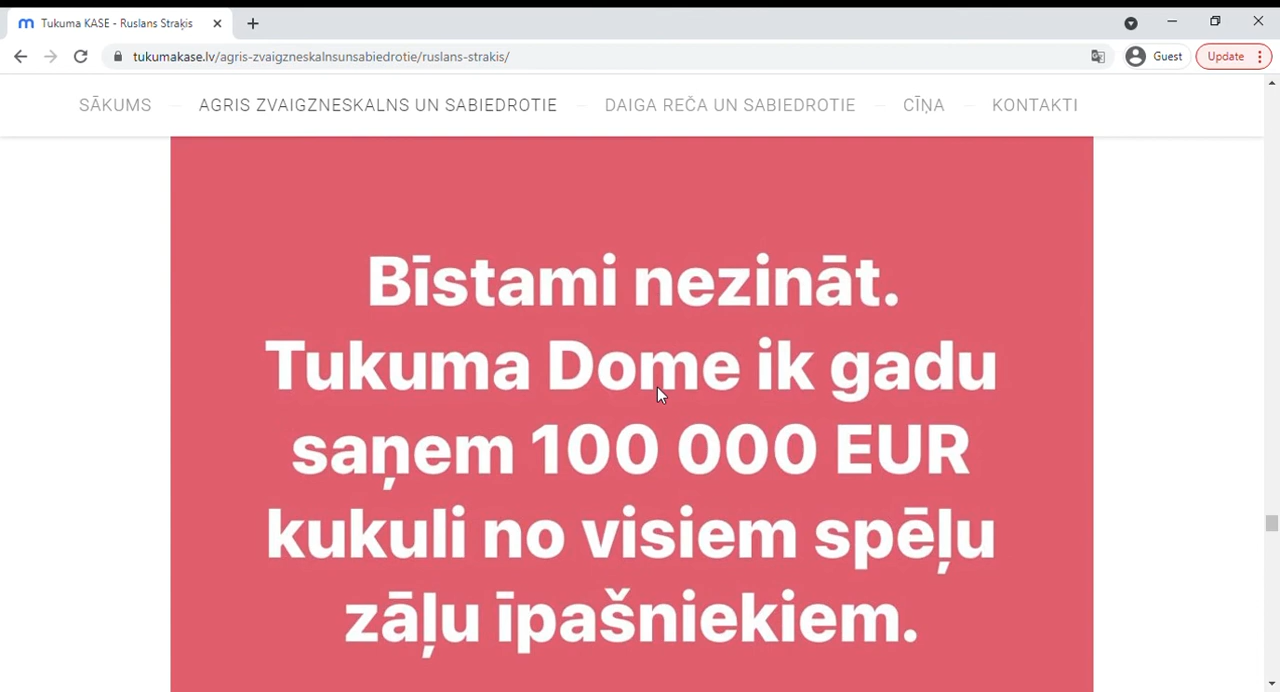 Tukuma KASE - Ruslans Straķis
tukumakase.lv/agris-zvaigzneskalnsunsabiedrotie/ruslans-strakis/
Guest
Update
SĀKUMS — AGRIS ZVAIGZNESKALNS UN SABIEDROTIE — DAIGA REČA UN SABIEDROTIE — CĪŅA — KONTAKTI
Bīstami nezināt.
Tukuma Dome ik gadu
saņem 100 000 EUR
kukuli no visiem spēļu
zāļu īpašniekiem.